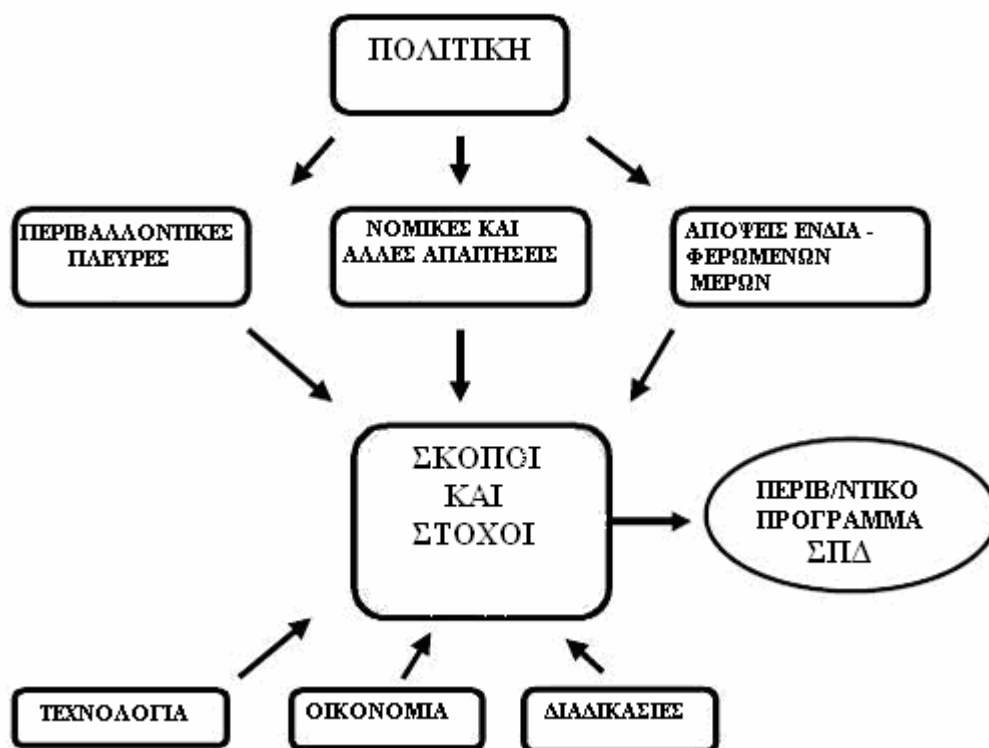 ΠΟΛΙΤΙΚΗ
ΠΕΡΙΒΑΛΛΟΝΤΙΚΕΣ
ΠΛΕΥΡΕΣ
ΝΟΜΙΚΕΣ ΚΑΙ
ΑΛΛΕΣ ΑΠΑΙΤΗΣΕΙΣ
ΑΠΟΨΕΙΣ ΕΝΔΙΑ -
ΦΕΡΩΜΕΝΩΝ
ΜΕΡΩΝ
ΣΚΟΠΟΙ
ΚΑΙ
ΣΤΟΧΟΙ
ΠΕΡΙΒ/ΝΤΙΚΟ
ΠΡΟΓΡΑΜΜΑ
ΣΠΔ
ΤΕΧΝΟΛΟΓΙΑ
ΟΙΚΟΝΟΜΙΑ
ΔΙΑΔΙΚΑΣΙΕΣ